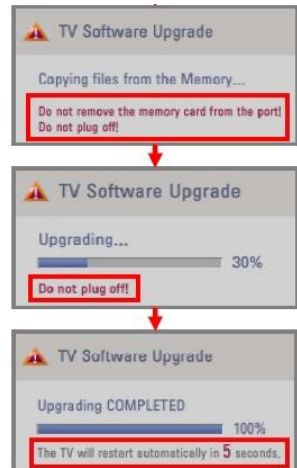 TV Software Upgrade
Copying files from the Memory...
Do not remove the memory card from the port!
Do not plug off!
TV Software Upgrade
Upgrading...
30%
Do not plug off!
TV Software Upgrade
Upgrading COMPLETED
100%
The TV will restart automatically in 5 seconds.